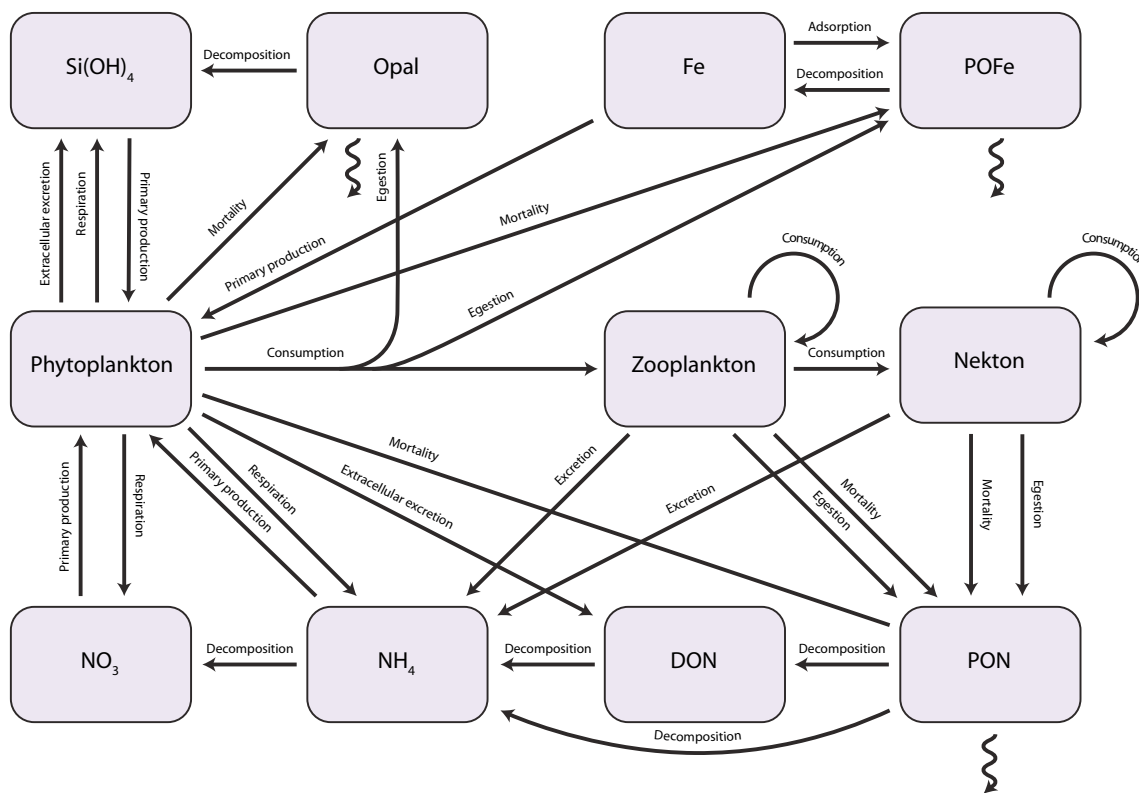 Si(OH)4
Decomposition
Opal
Fe
Adsorption
Decomposition
POFe
Extracellular excretion
Respiration
Primary production
Mortality
Egestion
Primary production
Mortality
Egestion
Consumption
Consumption
Phytoplankton
Consumption
Zooplankton
Consumption
Nekton
Primary production
Respiration
Primary production
Respiration
Mortality
Extracellular excretion
Excretion
Excretion
Egestion
Mortality
Mortality
Egestion
NO3
Decomposition
NH4
Decomposition
DON
Decomposition
PON
Decomposition